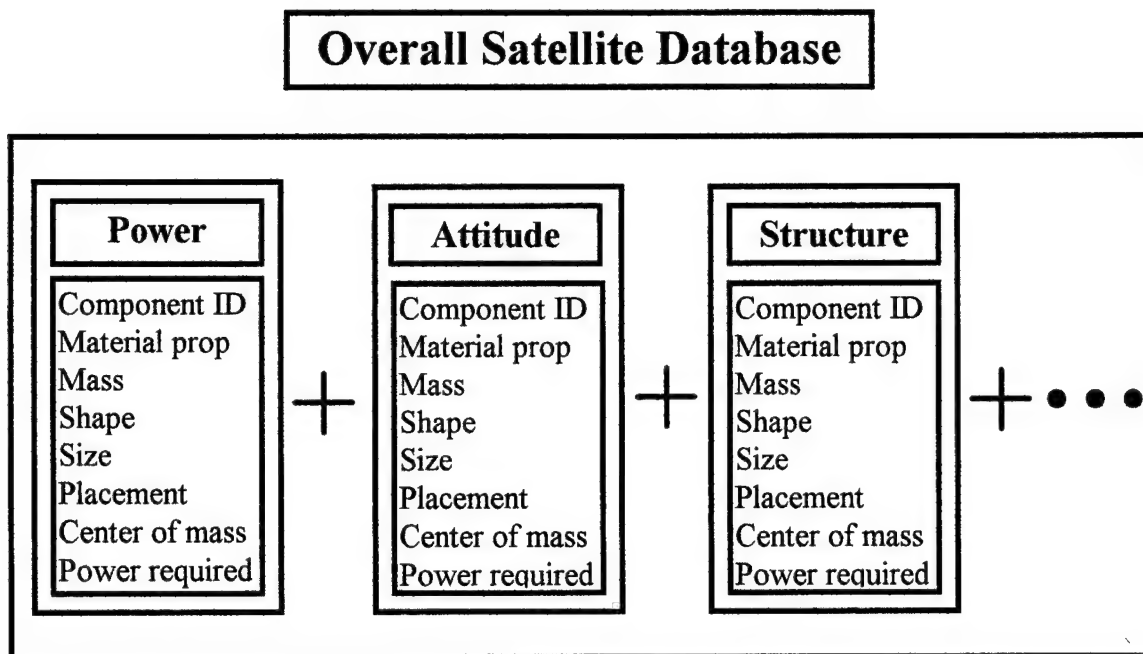 Overall Satellite Database
Power
Component ID
Material prop
Mass
Shape
Size
Placement
Center of mass
Power required
+
Attitude
Component ID
Material prop
Mass
Shape
Size
Placement
Center of mass
Power required
+
Structure
Component ID
Material prop
Mass
Shape
Size
Placement
Center of mass
Power required
+ • • •